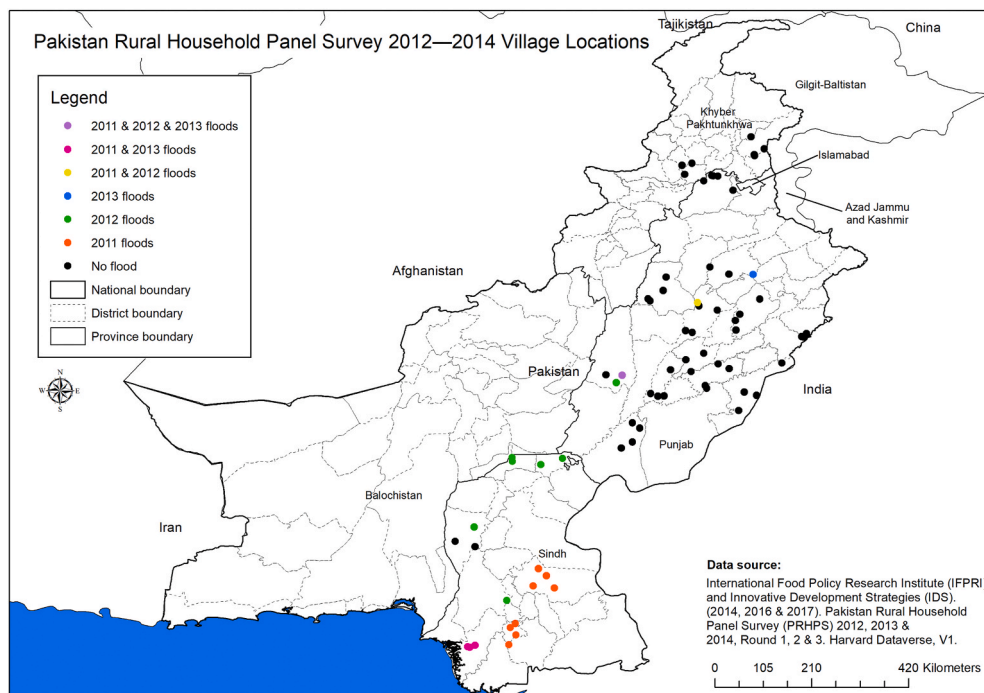 Pakistan Rural Household Panel Survey 2012—2014 Village Locations
Tajikistan
China
Gilgit-Baltistan
Legend
2011 & 2012 & 2013 floods
2011 & 2013 floods
2011 & 2012 floods
2013 floods
2012 floods
2011 floods
No flood
National boundary
District boundary
Province boundary
Khyber
Pakhtunkhwa
Islamabad
Azad Jammu
and Kashmir
Afghanistan
N
W
E
S
Pakistan
India
Punjab
Balochistan
Iran
Sindh
Data source:
International Food Policy Research Institute (IFPRI
and Innovative Development Strategies (IDS).
(2014, 2016 & 2017). Pakistan Rural Household
Panel Survey (PRHPS) 2012, 2013 &
2014, Round 1, 2 & 3. Harvard Dataverse, V1.
0 105 210 420 Kilometers